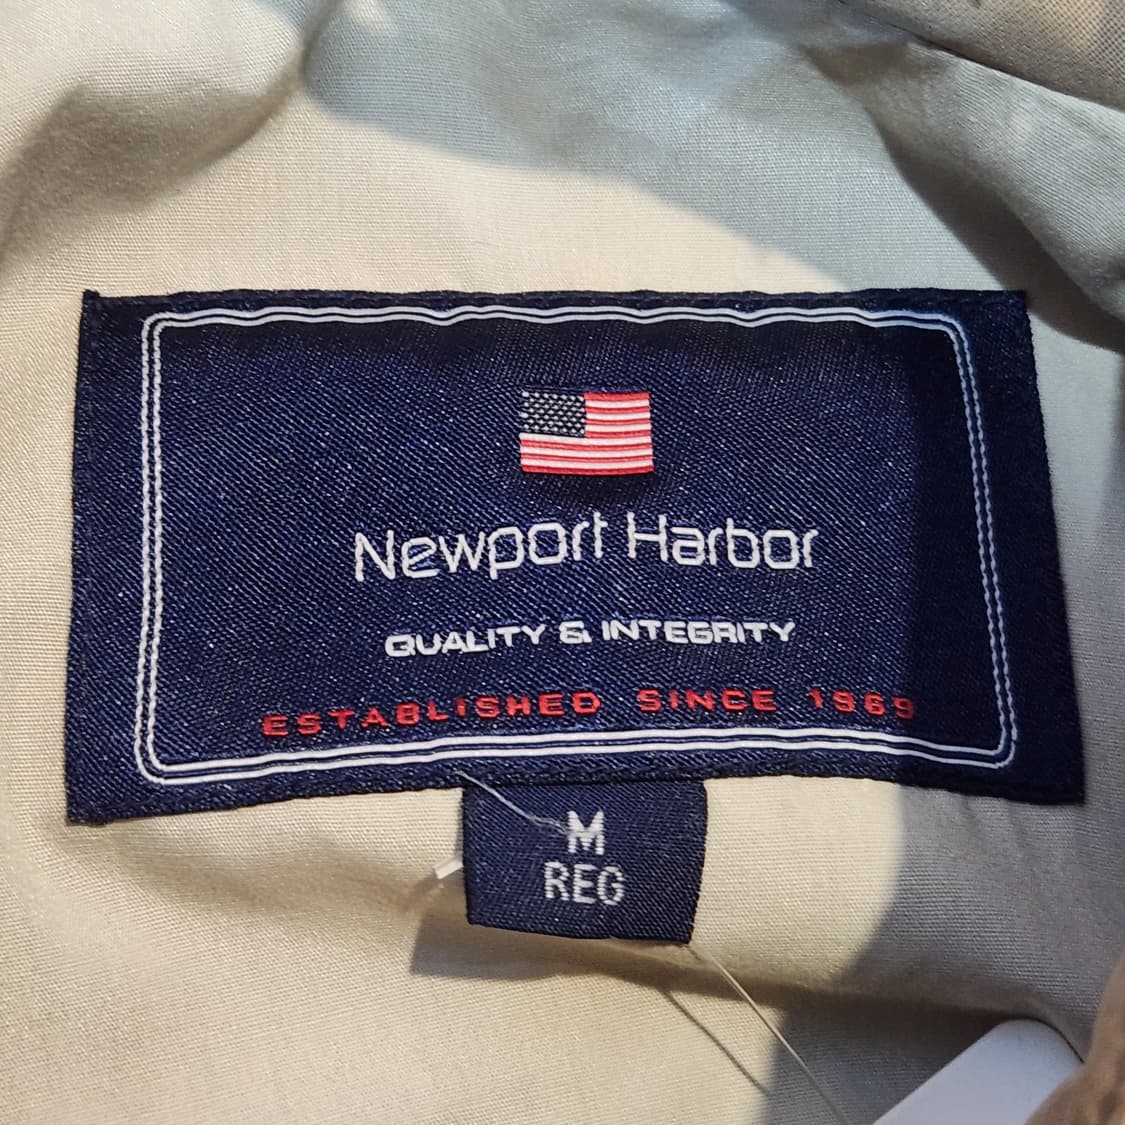 Newport Harbor
QUALITY & INTEGRITY
ESTABLISHED SINCE 1969
M
REG